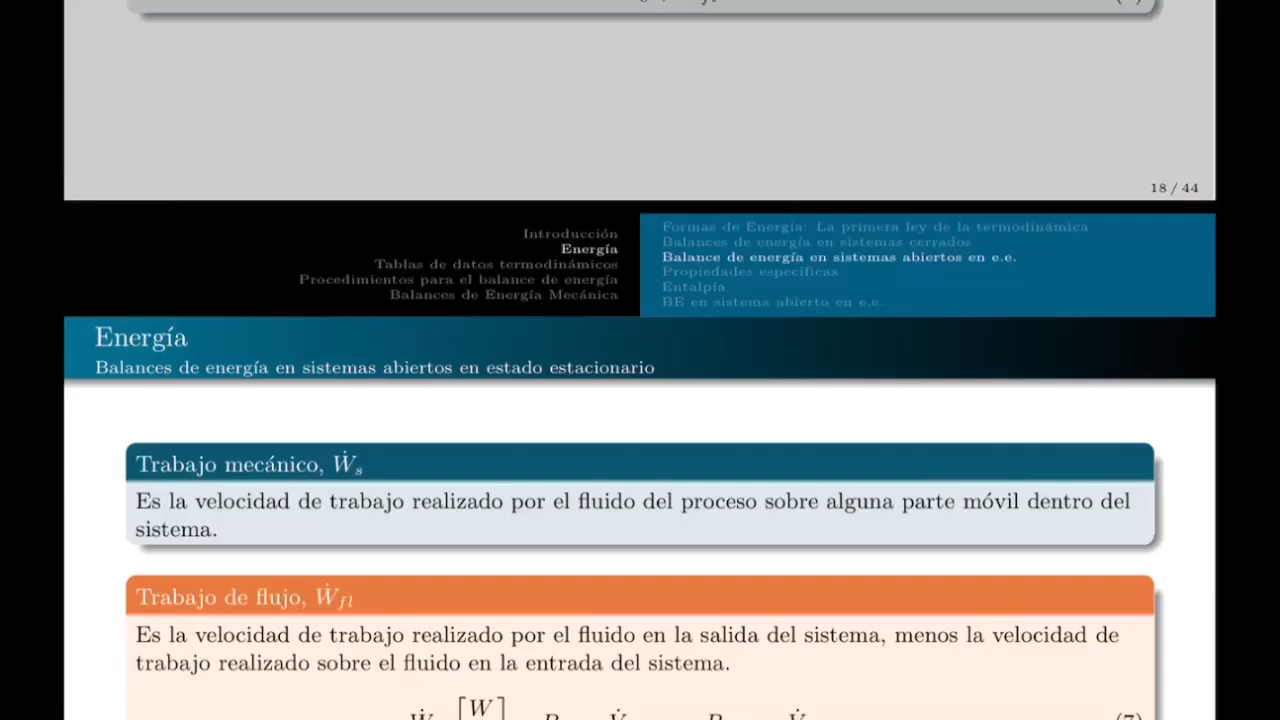 18 / 44
Introducción
Energía
Tablas de datos termodinámicos
Procedimientos para el balance de energía
Balances de Energía Mecánica
Formas de Energía: La primera ley de la termodinámica
Balances de energía en sistemas cerrados
Balance de energía en sistemas abiertos en e.e.
Propiedades específicas
Entalpía
BE en sistema abierto en e.e.
Energía
Balances de energía en sistemas abiertos en estado estacionario
Trabajo mecánico, Ẇₛ
Es la velocidad de trabajo realizado por el fluido del proceso sobre alguna parte móvil dentro del
sistema.
Trabajo de flujo, Ẇ_fl
Es la velocidad de trabajo realizado por el fluido en la salida del sistema, menos la velocidad de
trabajo realizado sobre el fluido en la entrada del sistema.